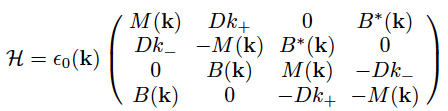 ℋ = ϵ₀(𝐤) ( M(𝐤) Dk₊ 0 B*(𝐤)
Dk₋ −M(𝐤) B*(𝐤) 0
0 B(𝐤) M(𝐤) −Dk₋
B(𝐤) 0 −Dk₊ −M(𝐤) )